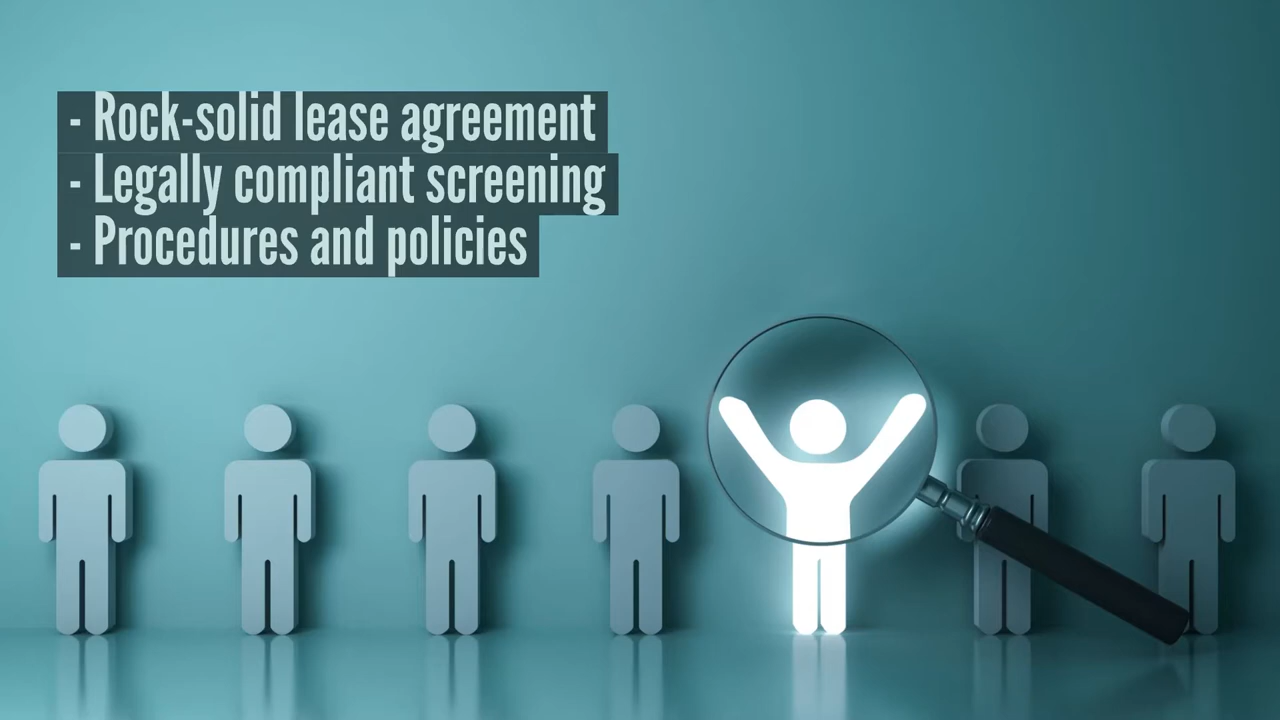 - Rock-solid lease agreement
- Legally compliant screening
- Procedures and policies